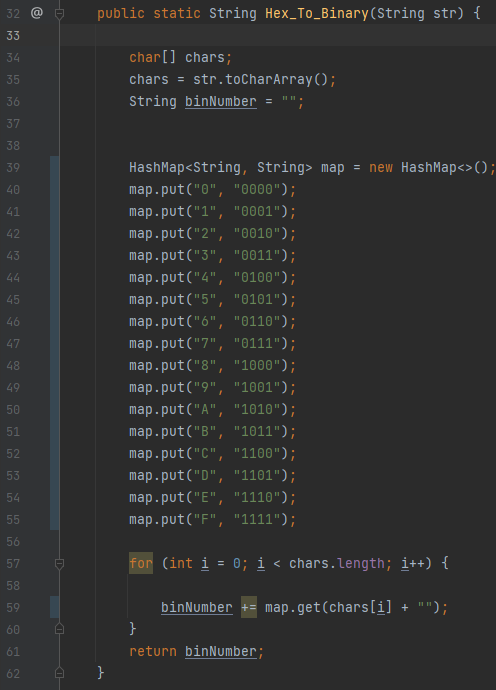 32 @ public static String Hex_To_Binary(String str) {
33
34 char[] chars;
35 chars = str.toCharArray();
36 String binNumber = "";
37
38
39 HashMap<String, String> map = new HashMap<>();
40 map.put("0", "0000");
41 map.put("1", "0001");
42 map.put("2", "0010");
43 map.put("3", "0011");
44 map.put("4", "0100");
45 map.put("5", "0101");
46 map.put("6", "0110");
47 map.put("7", "0111");
48 map.put("8", "1000");
49 map.put("9", "1001");
50 map.put("A", "1010");
51 map.put("B", "1011");
52 map.put("C", "1100");
53 map.put("D", "1101");
54 map.put("E", "1110");
55 map.put("F", "1111");
56
57 for (int i = 0; i < chars.length; i++) {
58
59 binNumber += map.get(chars[i] + "");
60 }
61 return binNumber;
62 }